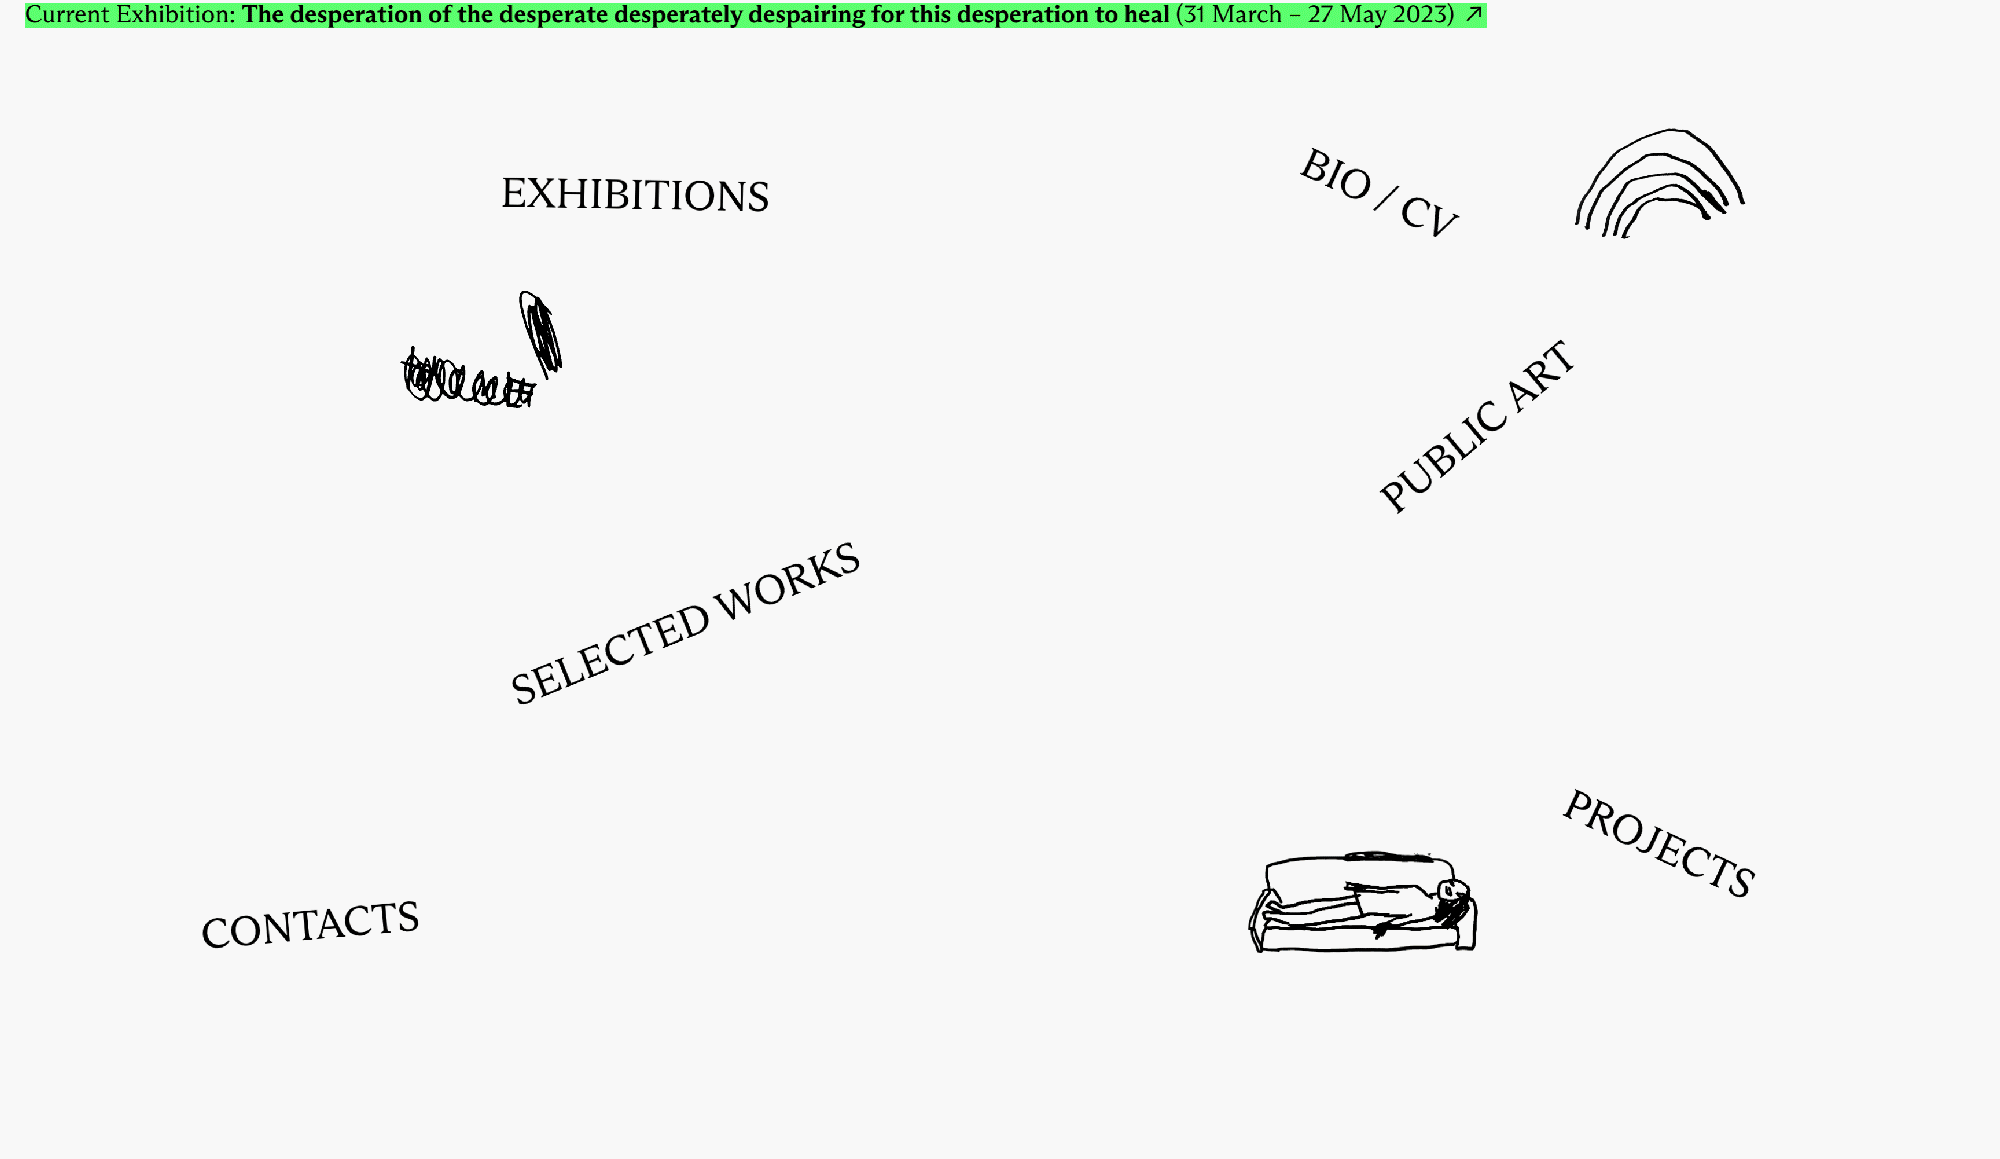 Current Exhibition: The desperation of the desperate desperately despairing for this desperation to heal (31 March – 27 May 2023) ↗
EXHIBITIONS
BIO / CV
PUBLIC ART
SELECTED WORKS
PROJECTS
CONTACTS